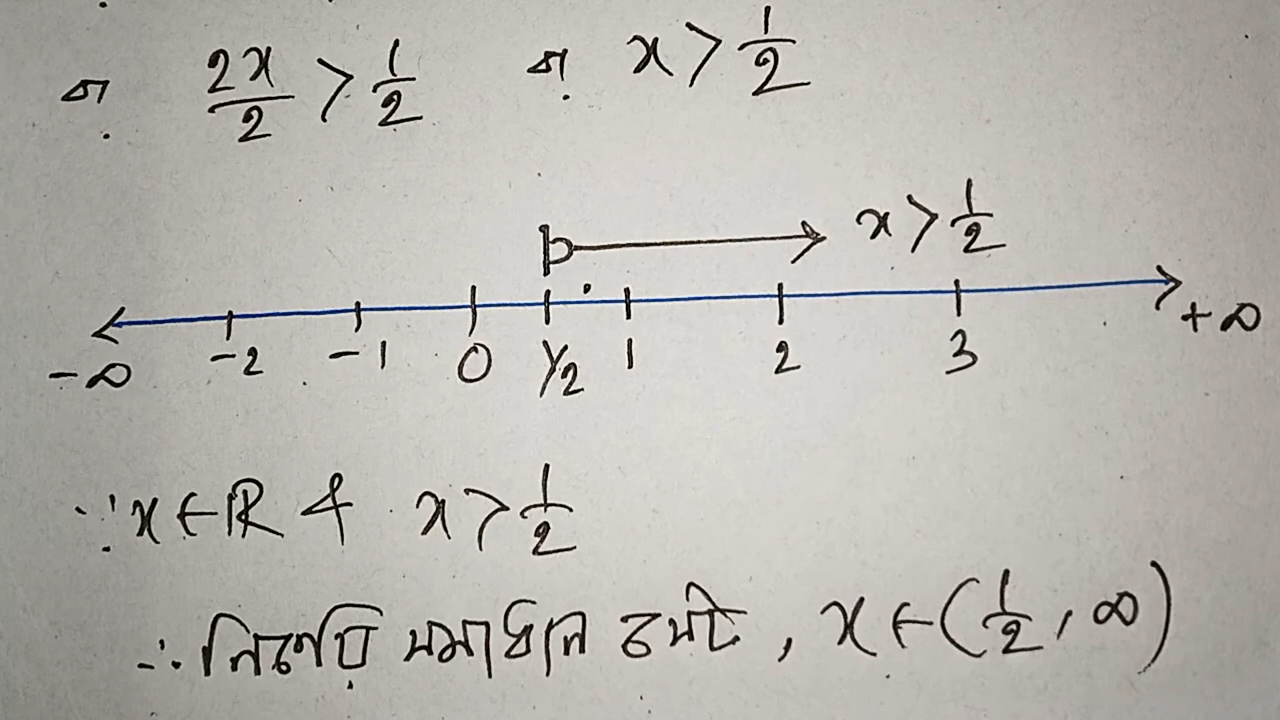 বা, 2x/2 > 1/2 বা, x > 1/2
x > 1/2
-∞ -2 -1 0 1/2 1 2 3 +∞
∵ x ∈ ℝ & x > 1/2
∴ নির্ণেয় সমাধান সেট, x ∈ (1/2, ∞)